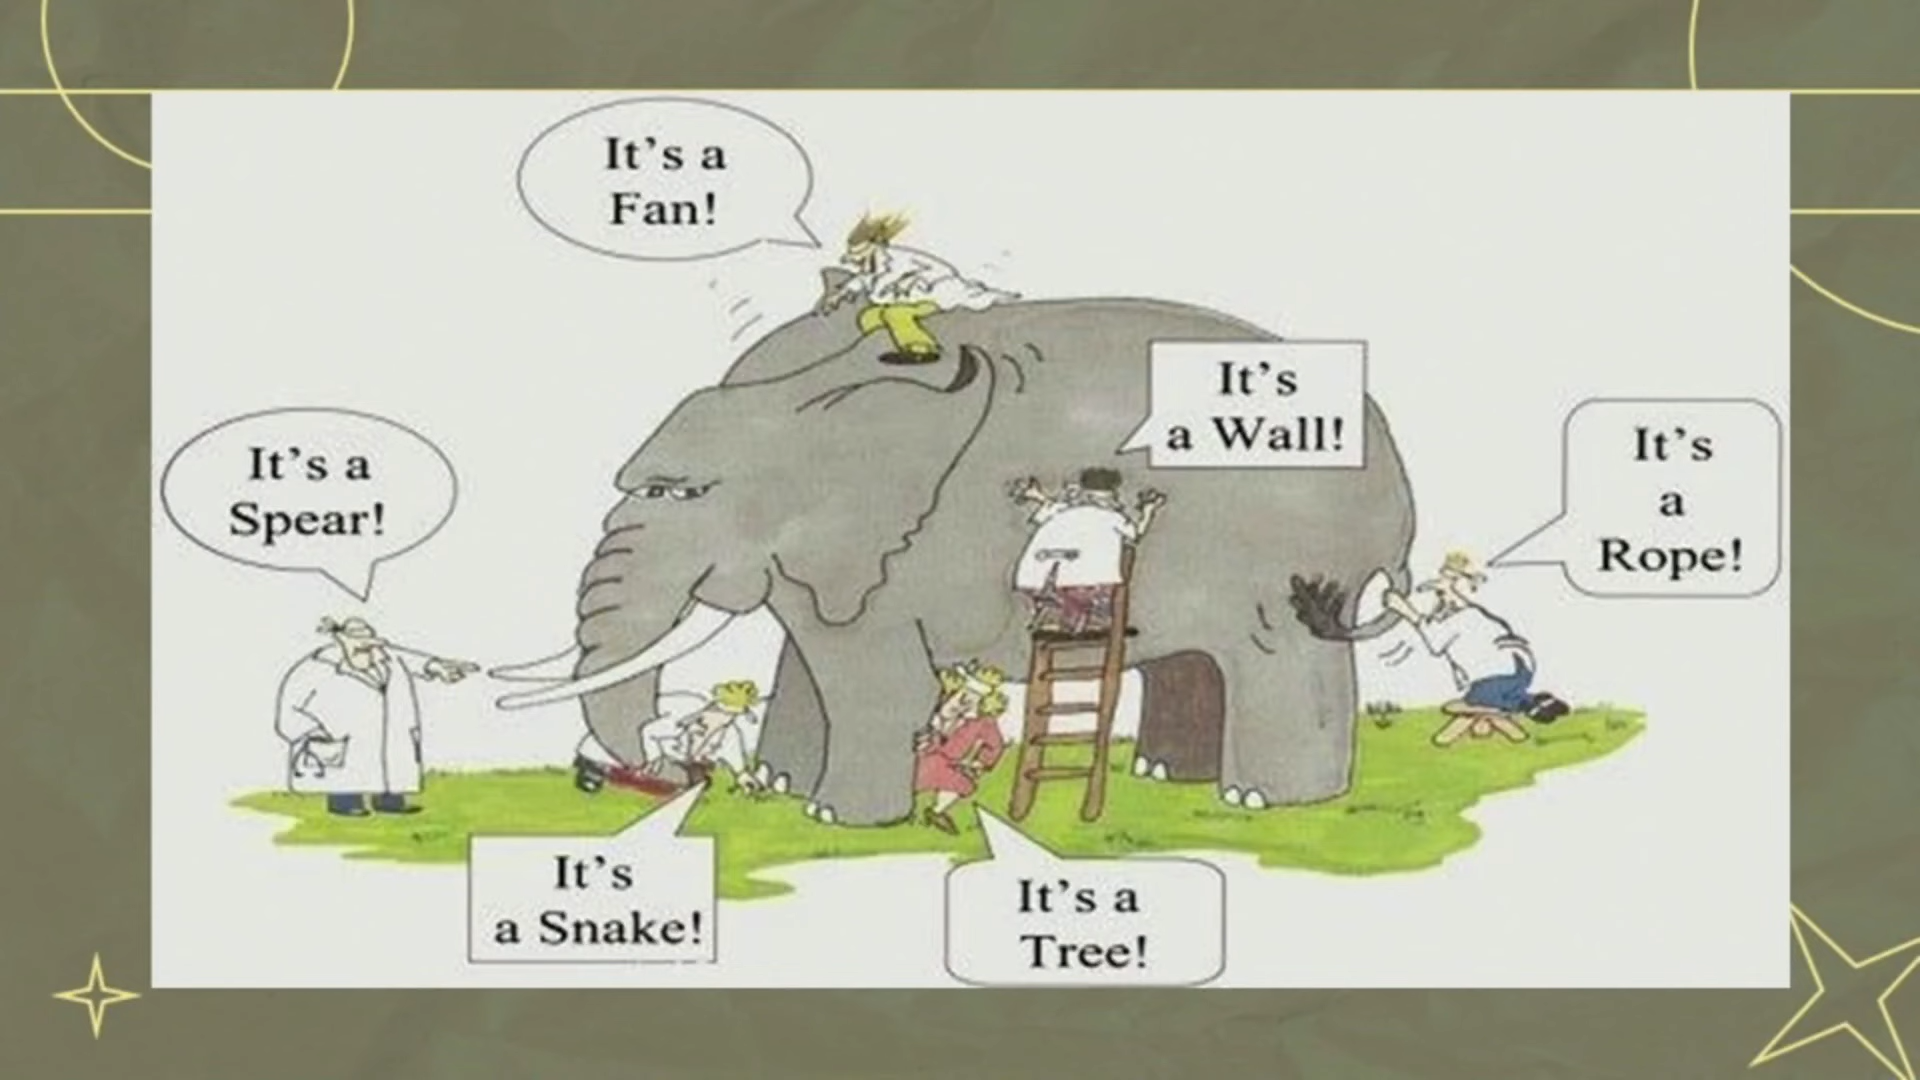 It's a
Fan!
It's
a Wall!
It's a
Spear!
It's
a
Rope!
It's
a Snake!
It's a
Tree!